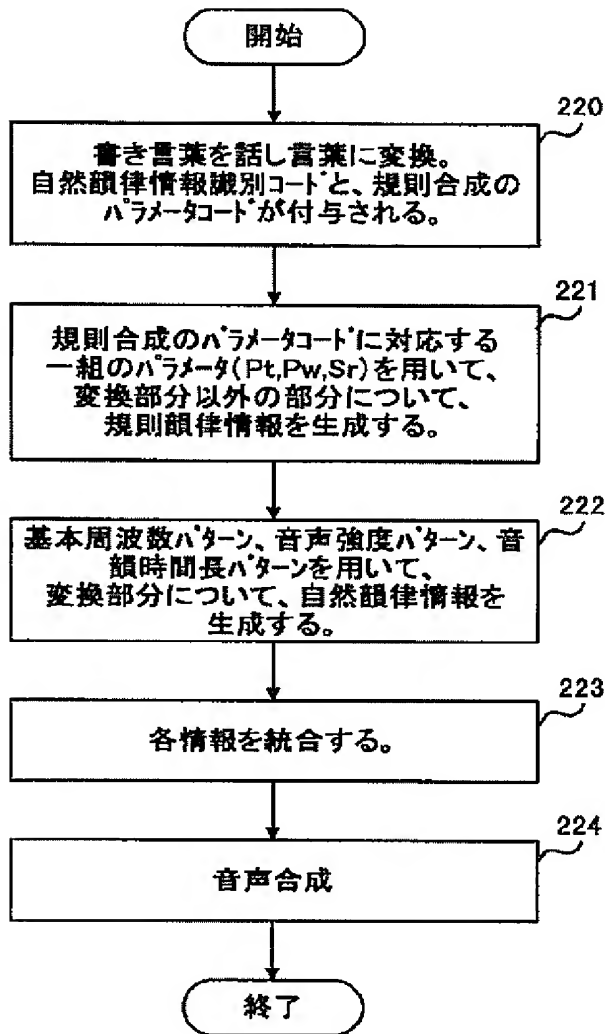 開始
220
書き言葉を話し言葉に変換。
自然韻律情報識別コードと、規則合成の
パラメータコードが付与される。
221
規則合成のパラメータコードに対応する
一組のパラメータ(Pt,Pw,Sr)を用いて、
変換部分以外の部分について、
規則韻律情報を生成する。
222
基本周波数パターン、音声強度パターン、音
韻時間長パターンを用いて、
変換部分について、自然韻律情報を
生成する。
223
各情報を統合する。
224
音声合成
終了